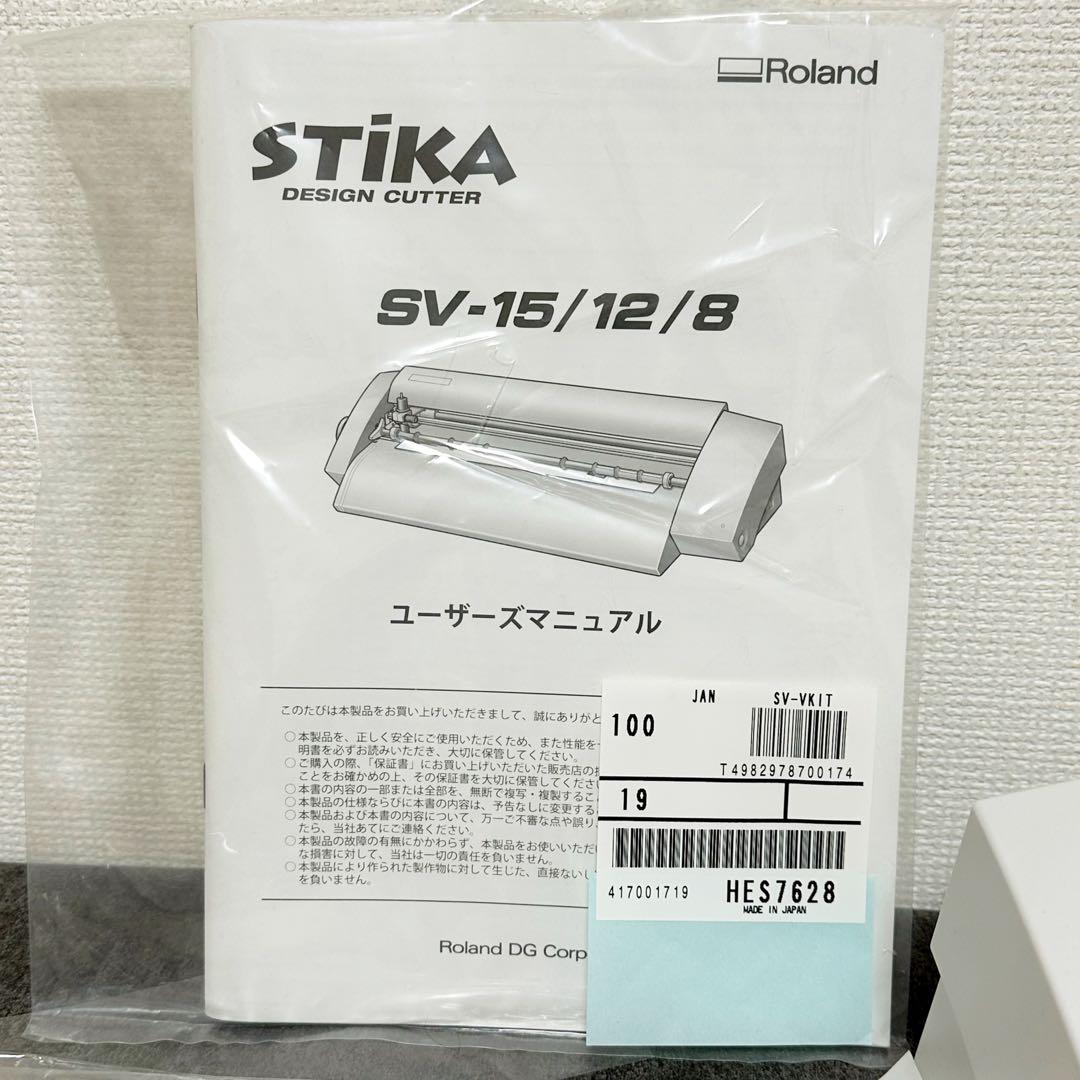 Roland
STiKA
DESIGN CUTTER
SV-15/12/8
ユーザーズマニュアル
このたびは本製品をお買い上げいただきまして、誠にありがと
○本製品を、正しく安全にご使用いただくため、また性能を
明書を必ずお読みいただき、大切に保管してください。
○ご購入の際、「保証書」にお買い上げいただいた販売店の
ことをお確かめの上、その保証書を大切に保管してくださ
○本書の内容の一部または全部を、無断で複写・複製するこ
○本製品の仕様ならびに本書の内容は、予告なしに変更する
○本製品および本書の内容について、万一ご不審な点や誤り
たら、当社あてにご連絡ください。
○本製品の故障の有無にかかわらず、本製品をお使いいただ
な損害に対して、当社は一切の責任を負いません。
○本製品により作られた製作物に対して生じた、直接ないし
を負いません。
Roland DG Corp
JAN SV-VKIT
100
T4982978700174
19
417001719 HES7628
MADE IN JAPAN